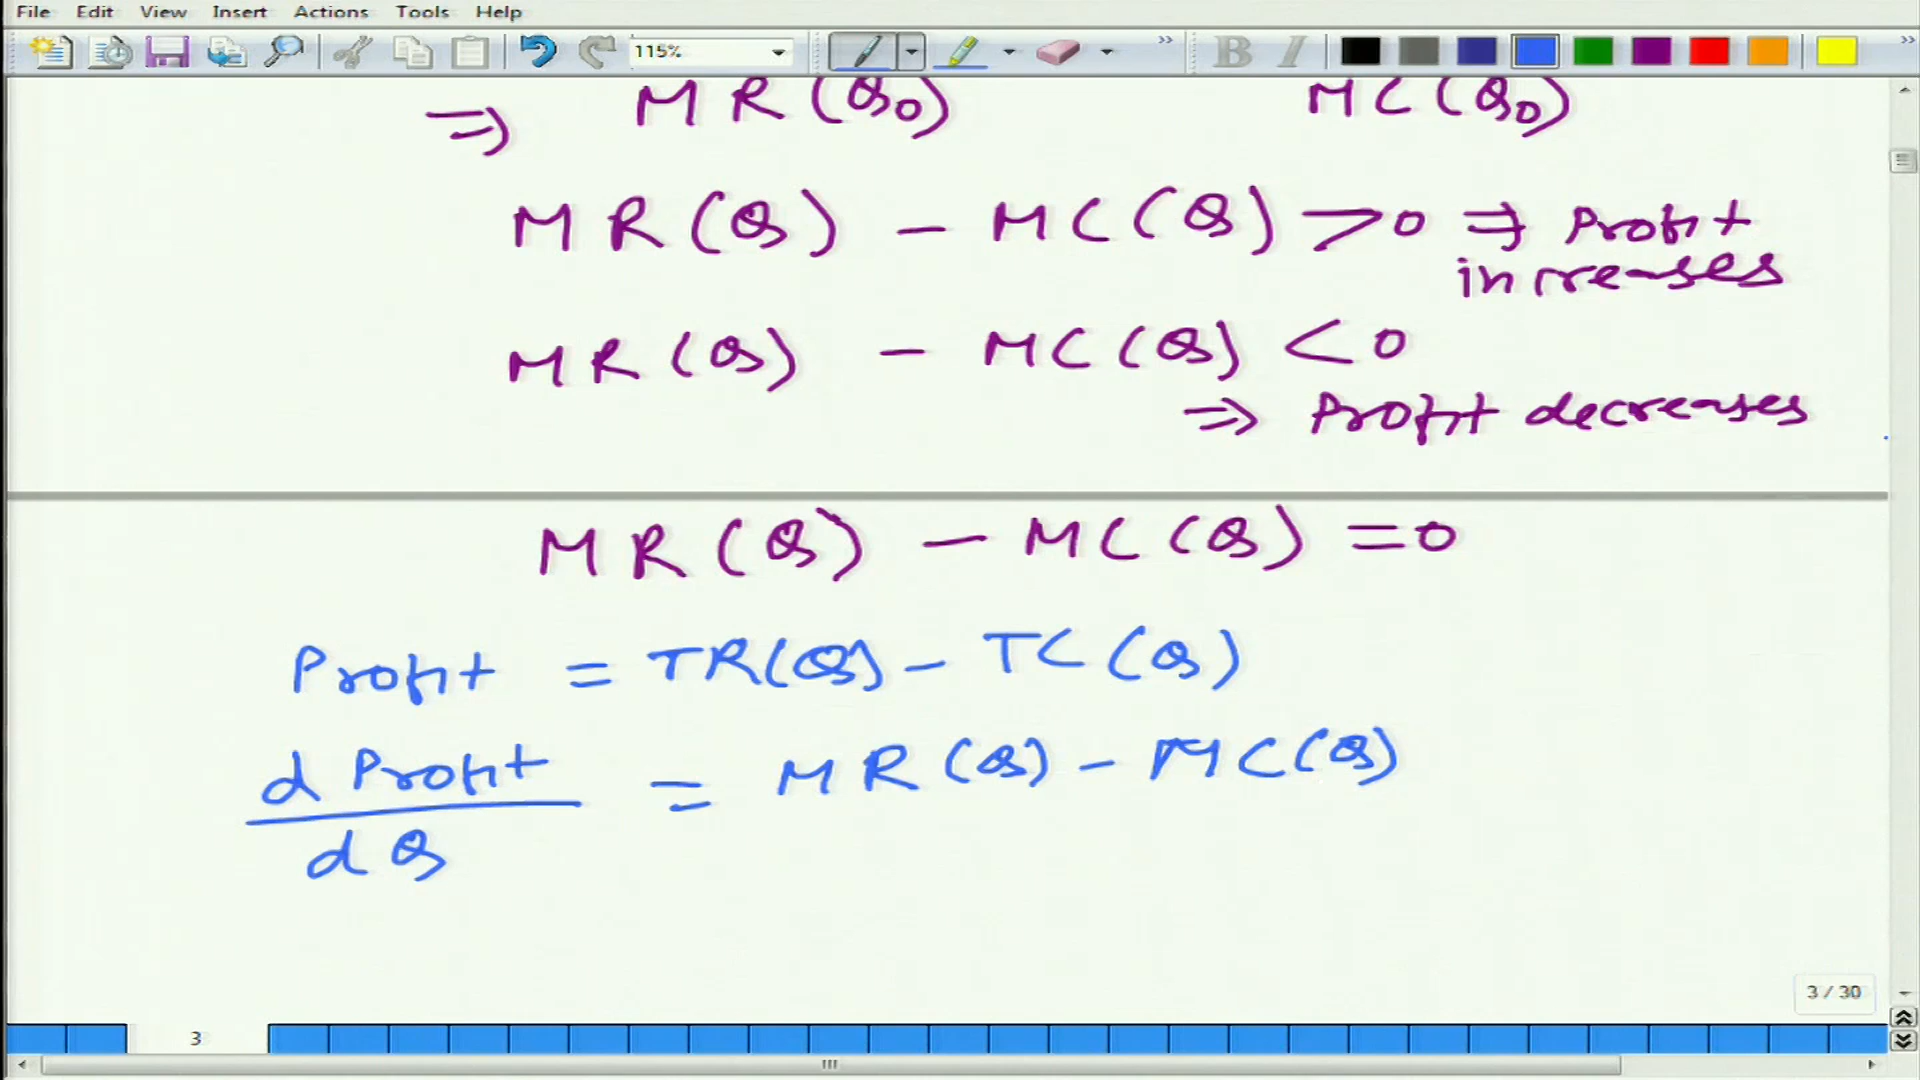 File Edit View Insert Actions Tools Help
115%
B I
⇒ MR(Q₀) MC(Q₀)
MR(Q) - MC(Q) > 0 ⇒ Profit
increases
MR(Q) - MC(Q) < 0
⇒ Profit decreases
MR(Q) - MC(Q) = 0
Profit = TR(Q) - TC(Q)
d Profit / dQ = MR(Q) - MC(Q)
3 / 30
3